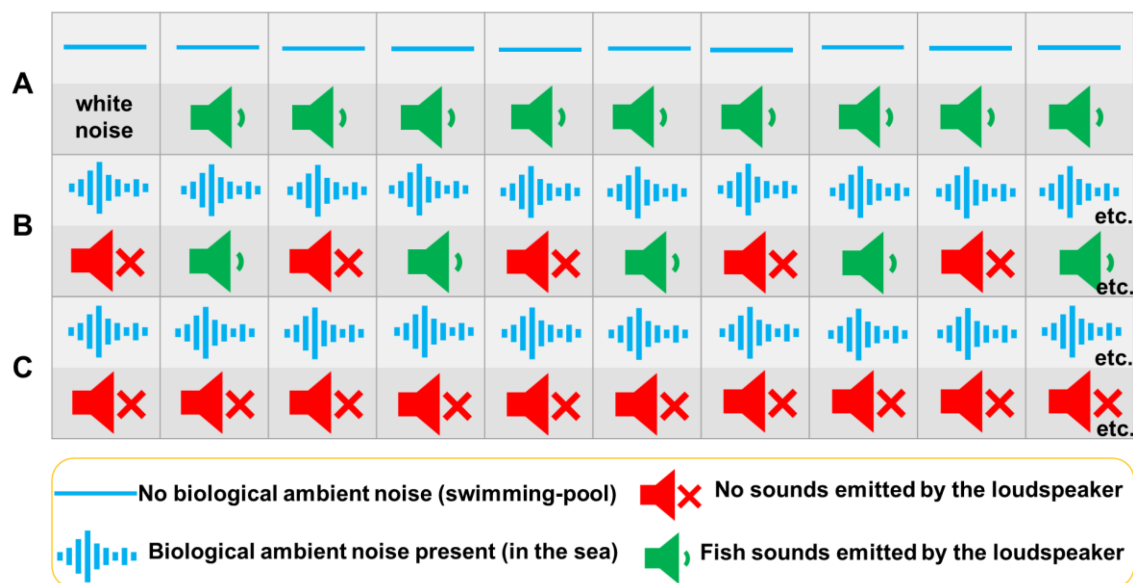 A
white
noise
B
etc.
etc.
C
etc.
etc.
No biological ambient noise (swimming-pool)
No sounds emitted by the loudspeaker
Biological ambient noise present (in the sea)
Fish sounds emitted by the loudspeaker